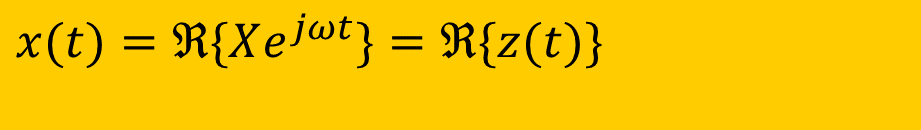 x(t) = ℜ{Xe^{jωt}} = ℜ{z(t)}